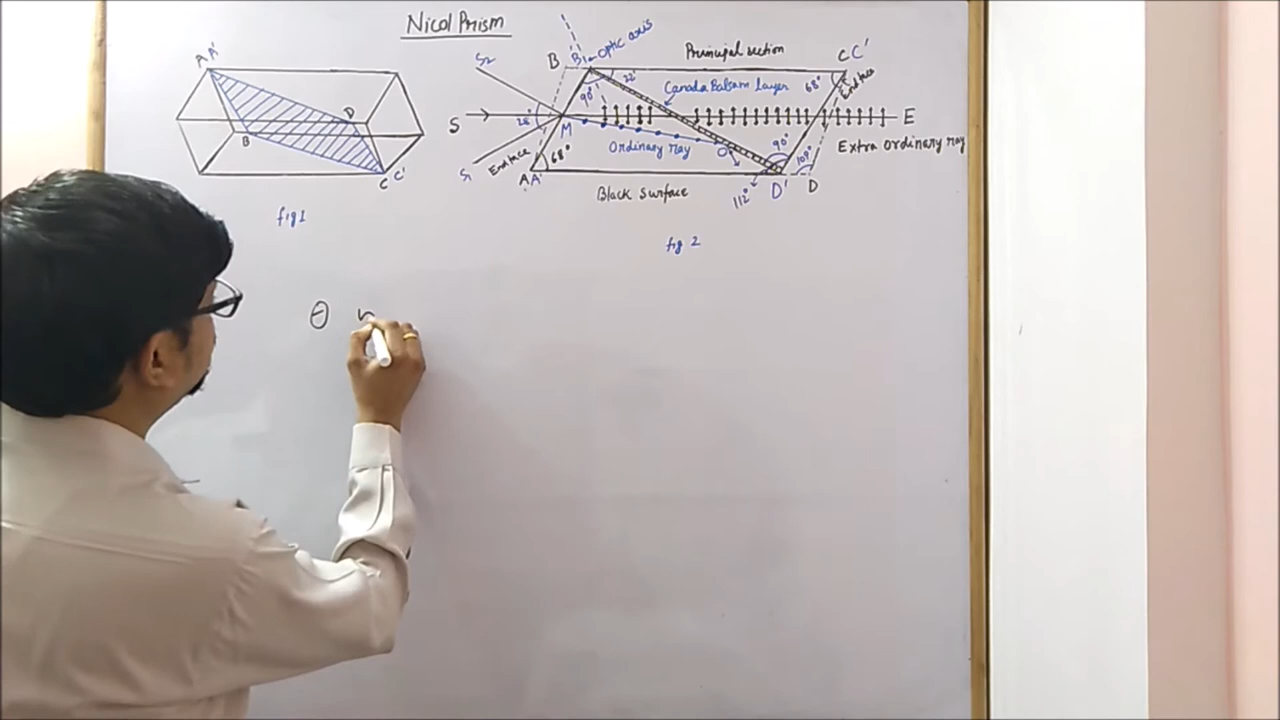 Nicol Prism
A A'
B
D
C C'
fig 1
S₂
B B'
Optic axis
Principal section
C C'
22°
68°
End face
Canada Balsam Layer
90°
S
28°
M
E
Ordinary ray
O
90°
Extra ordinary ray
S₁
End face
68°
109°
A A'
Black surface
112°
D'
D
fig 2
θ